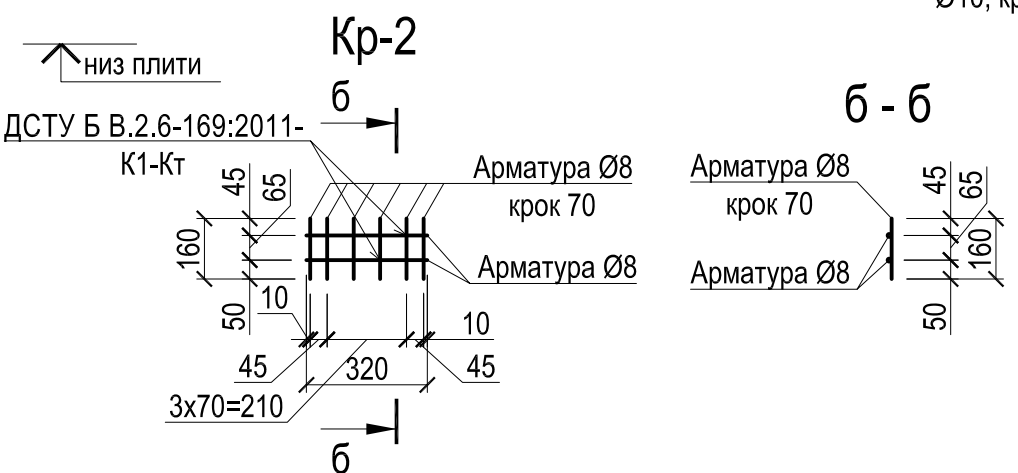 Ø10, кр
Кр-2
низ плити
б
б - б
ДСТУ Б В.2.6-169:2011-
К1-Кт
Арматура Ø8
крок 70
Арматура Ø8
45
65
160
50
10
10
45
320
45
3х70=210
б
Арматура Ø8
крок 70
Арматура Ø8
45
65
160
50